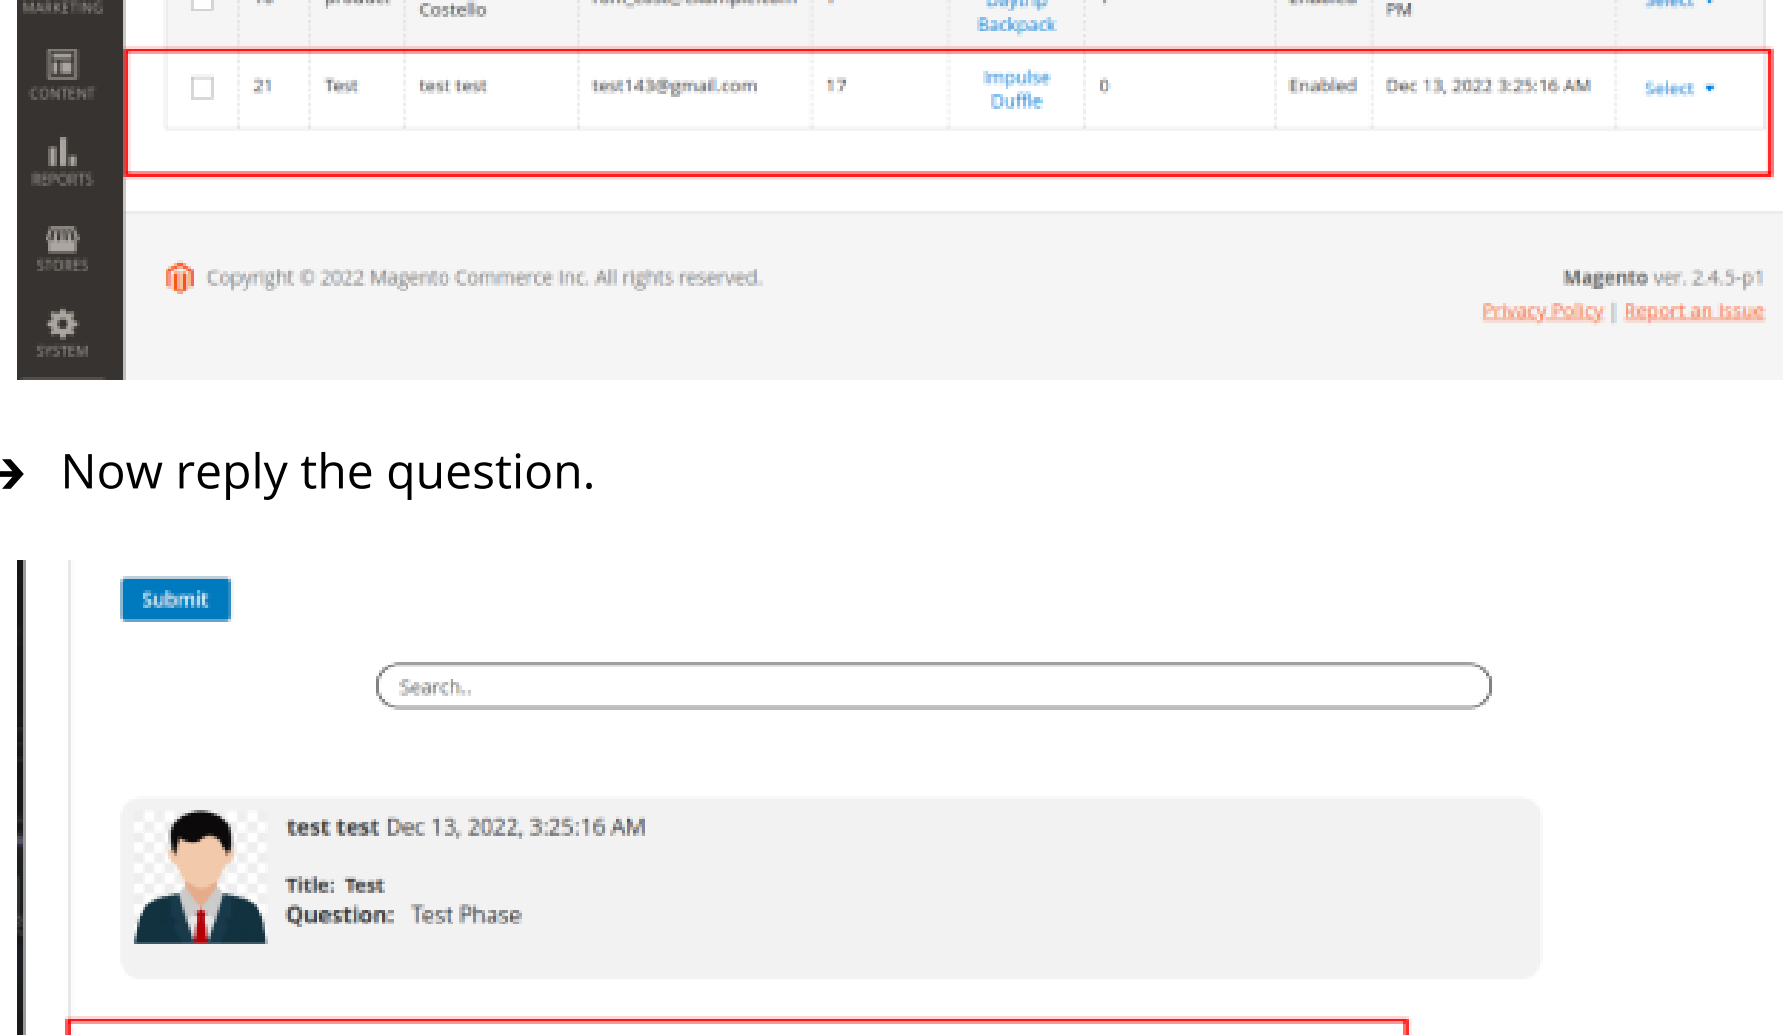 MARKETING
Costello
Daytrip
Backpack
Enabled
PM
Select
21 Test test test test143@gmail.com 17 Impulse Duffle 0 Enabled Dec 13, 2022 3:25:16 AM Select
CONTENT
REPORTS
STORES
SYSTEM
Copyright © 2022 Magento Commerce Inc. All rights reserved.
Magento ver. 2.4.5-p1
Privacy Policy | Report an Issue
→ Now reply the question.
Submit
Search..
test test Dec 13, 2022, 3:25:16 AM
Title: Test
Question: Test Phase